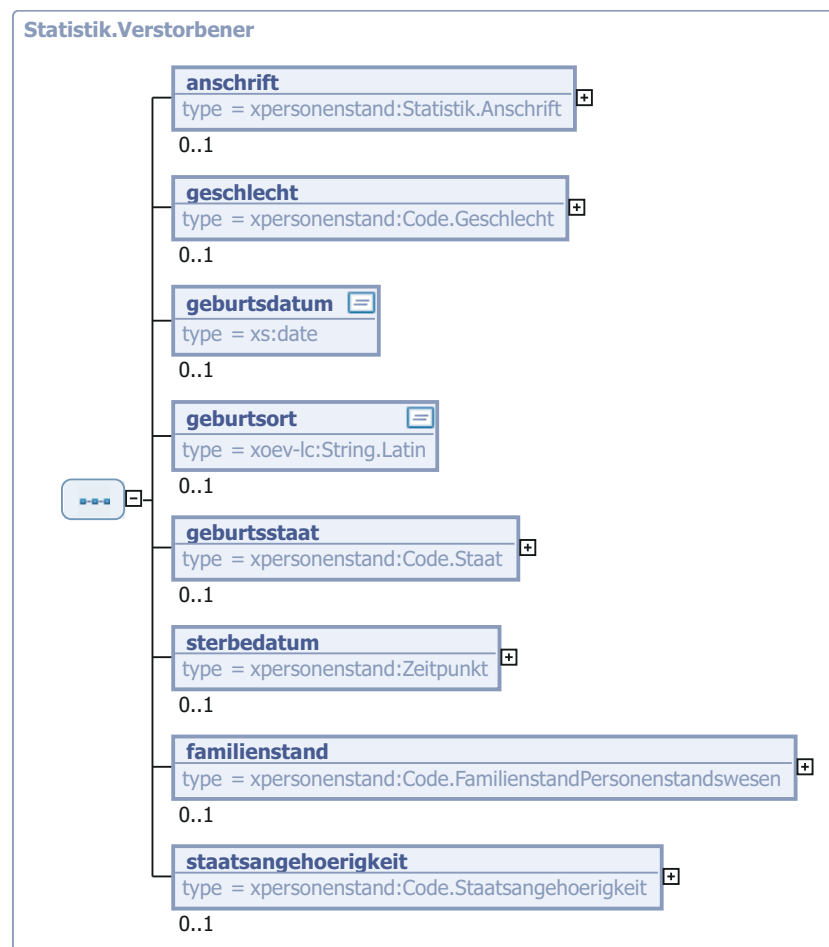 Statistik.Verstorbener
anschrift
type = xpersonenstand:Statistik.Anschrift
0..1
geschlecht
type = xpersonenstand:Code.Geschlecht
0..1
geburtsdatum
type = xs:date
0..1
geburtsort
type = xoev-lc:String.Latin
0..1
geburtsstaat
type = xpersonenstand:Code.Staat
0..1
sterbedatum
type = xpersonenstand:Zeitpunkt
0..1
familienstand
type = xpersonenstand:Code.FamilienstandPersonenstandswesen
0..1
staatsangehoerigkeit
type = xpersonenstand:Code.Staatsangehoerigkeit
0..1